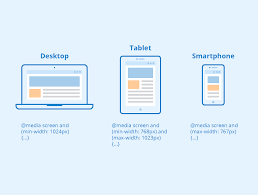 Desktop
Tablet
Smartphone
@media screen and
(min-width: 1024px)
{...}
@media screen and
(min-width: 768px) and
(max-width: 1023px)
{...}
@media screen and
(max-width: 767px)
{...}